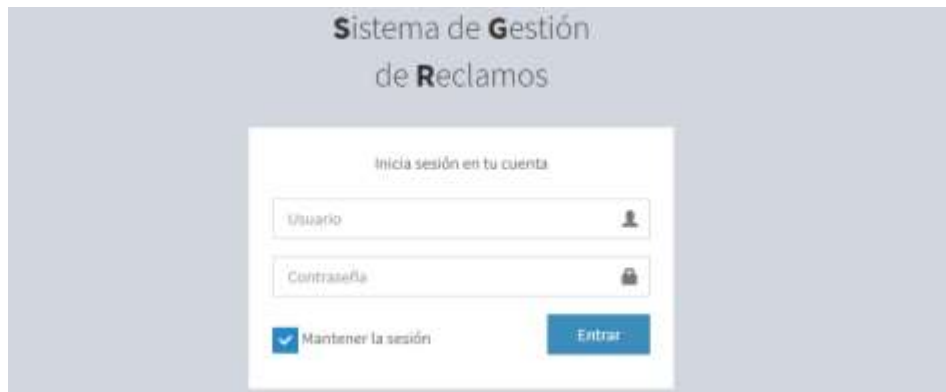 Sistema de Gestión
de Reclamos
Inicia sesión en tu cuenta
Usuario
Contraseña
Mantener la sesión
Entrar